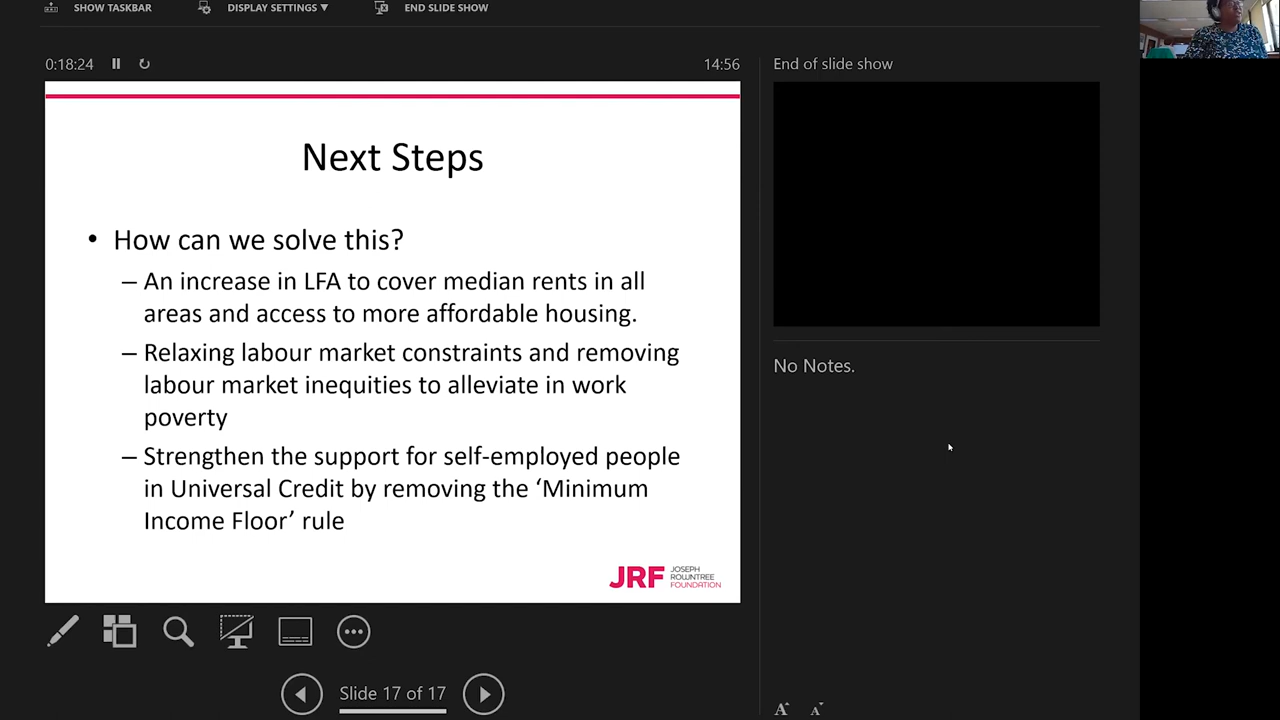 SHOW TASKBAR
DISPLAY SETTINGS ▼
END SLIDE SHOW
0:18:24
14:56
Next Steps
• How can we solve this?
– An increase in LFA to cover median rents in all
areas and access to more affordable housing.
– Relaxing labour market constraints and removing
labour market inequities to alleviate in work
poverty
– Strengthen the support for self-employed people
in Universal Credit by removing the ‘Minimum
Income Floor’ rule
JRF
JOSEPH
ROWNTREE
FOUNDATION
Slide 17 of 17
End of slide show
No Notes.
A
A